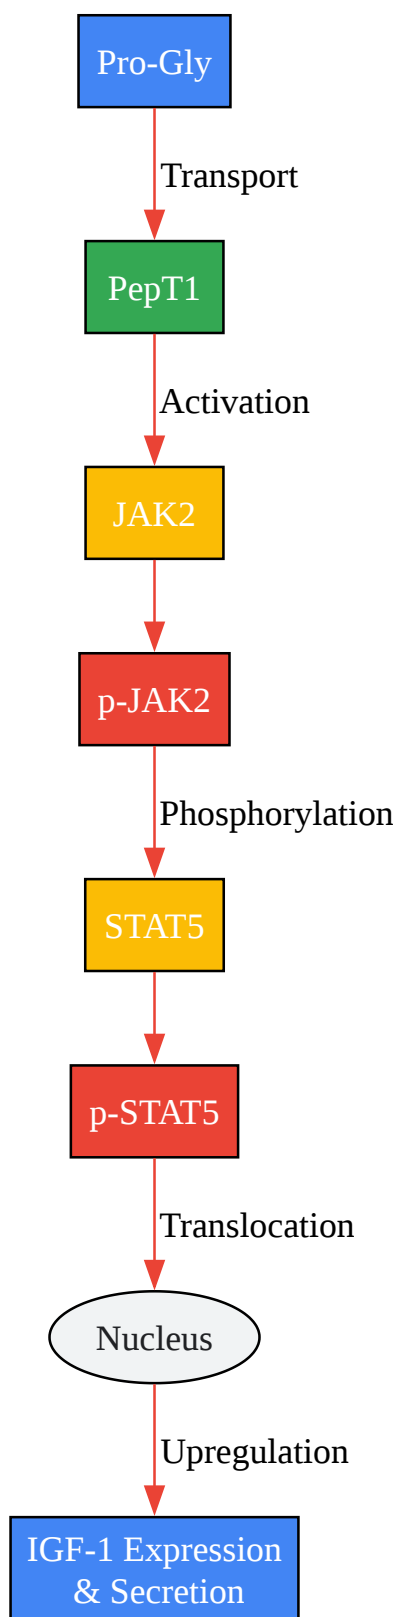 Pro-Gly
Transport
PepT1
Activation
JAK2
p-JAK2
Phosphorylation
STAT5
p-STAT5
Translocation
Nucleus
Upregulation
IGF-1 Expression
& Secretion